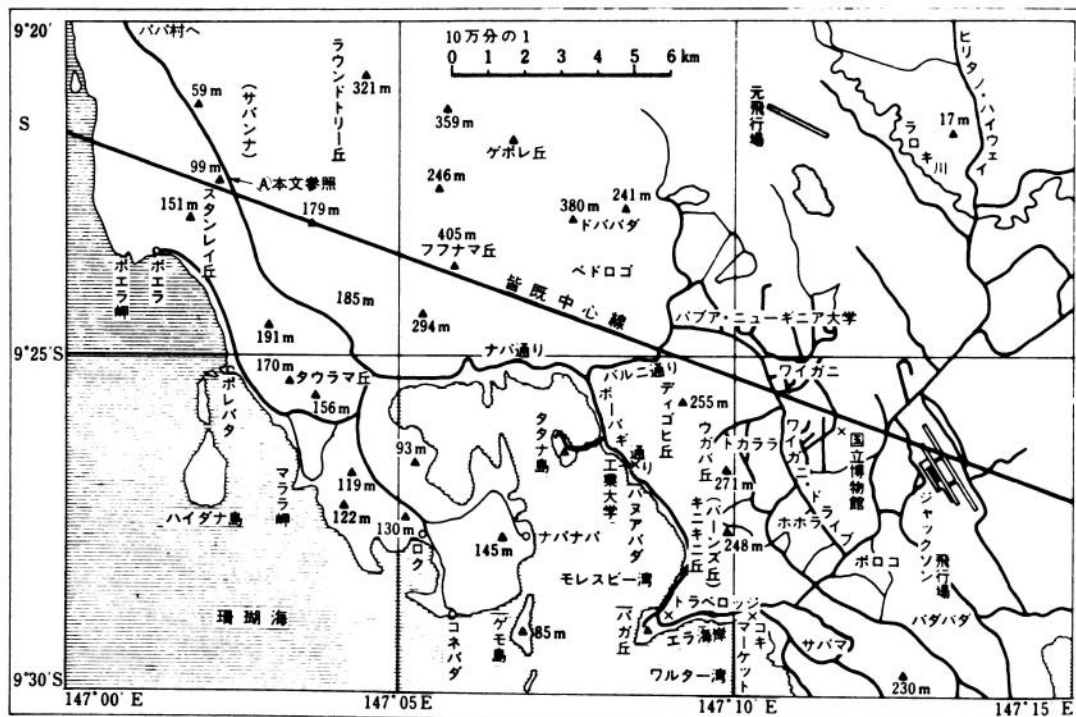 9°20′
S
9°25′S
9°30′S
147°00′ E
147°05′ E
147°10′ E
147°15′ E
10万分の1
0 1 2 3 4 5 6 km
パパ村へ
59m
(サバンナ)
ラウンドトリー丘
321m
359m
ゲボレ丘
246m
99m
A本文参照
151m
スタンレイ丘
179m
405m
フフナマ丘
380m
241m
ドババダ
ベドロゴ
元飛行場
ラロキ川
17m
ヒリタノ・ハイウェイ
皆既中心線
ボエラ岬
ボエラ
185m
191m
294m
170m
タウラマ丘
156m
ポレバタ
ハイダナ島
マララ岬
119m
122m
93m
130m
ロク
145m
ナパナパ
コネバダ
ゲモ島
85m
珊瑚海
ナパ通り
バルニ通り
ポーパギ通り
タタナ島
工業大学
ハヌアバダ
モレスビー湾
ディゴヒ丘
255m
パプア・ニューギニア大学
ワイガニ
ウガバ丘
トカララ
271m
キニキニ丘
(バーンズ丘)
248m
ワイガニ・ドライブ
国立博物館
ホホラ
ボロコ
ジャックソン飛行場
トラベロッジ
パガ丘
エラ海岸
ワルター湾
コキマーケット
サバマ
バダバダ
230m